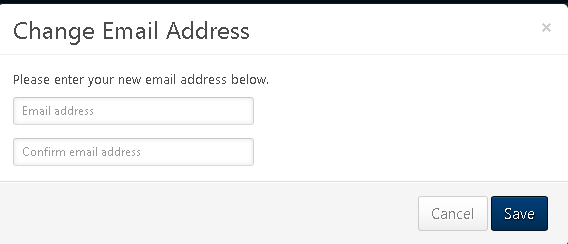 Change Email Address
×
Please enter your new email address below.
Email address
Confirm email address
Cancel Save